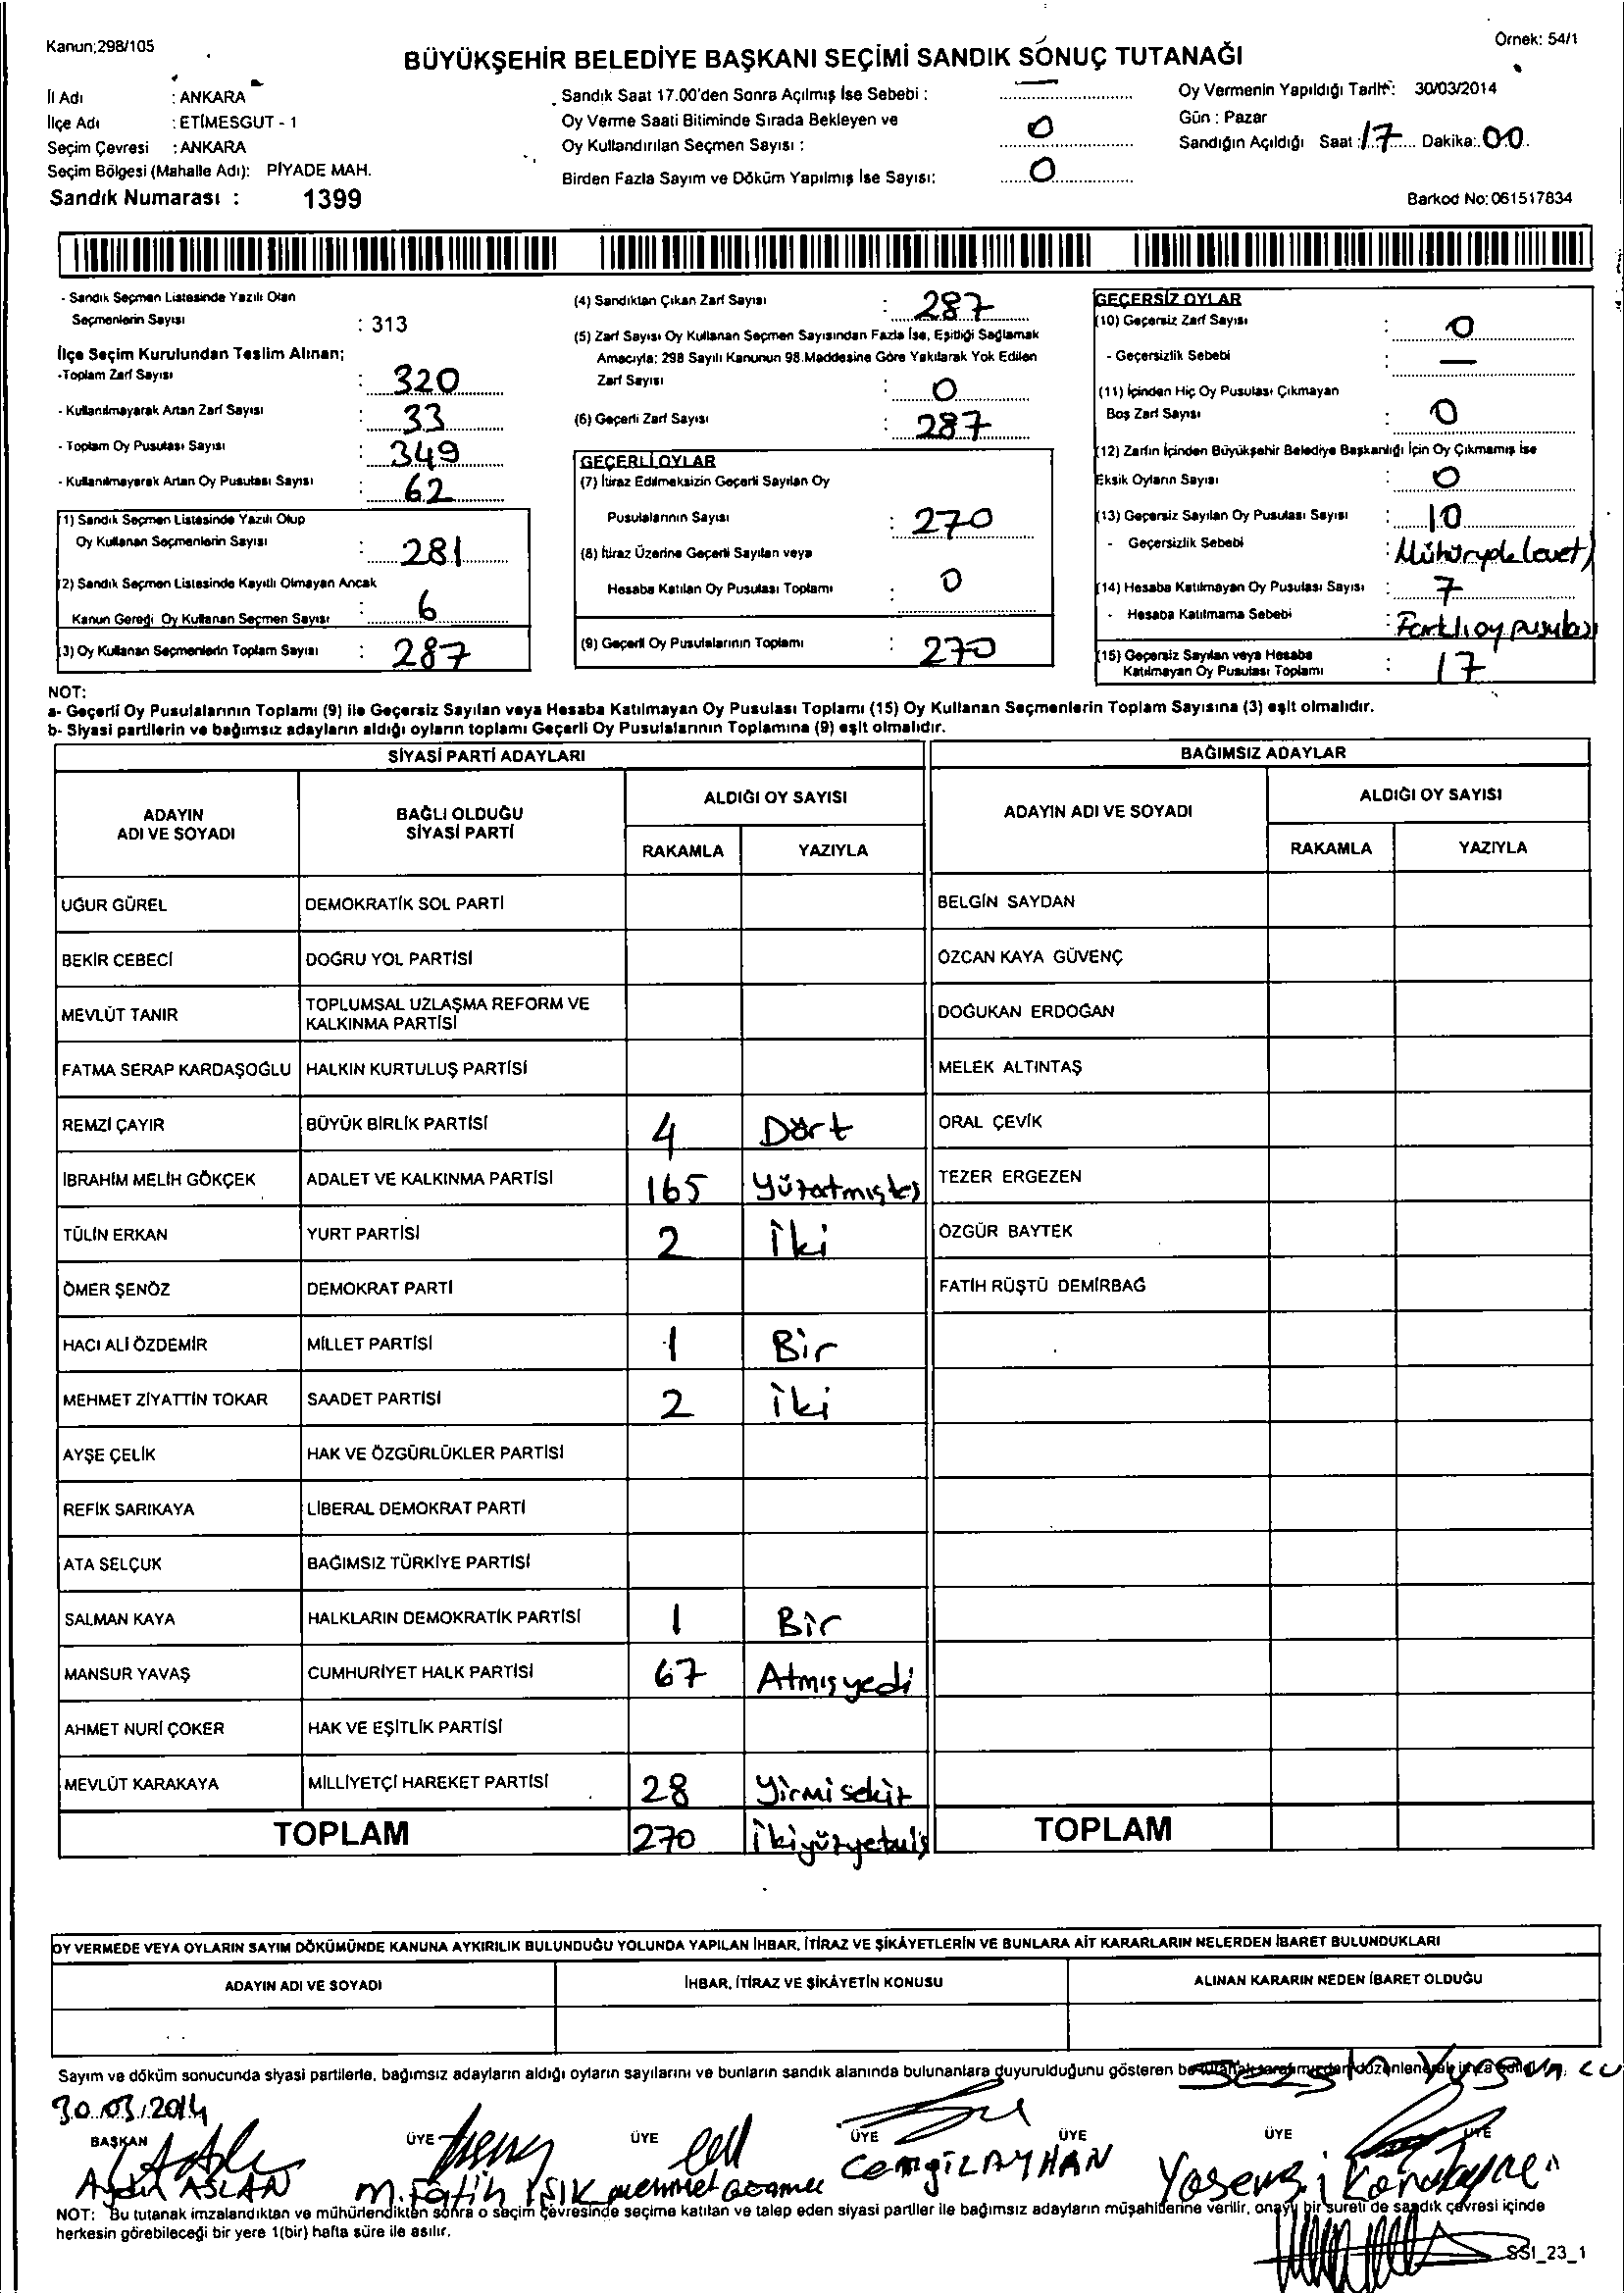 Kanun;298/105
Örnek: 54/1
BÜYÜKŞEHİR BELEDİYE BAŞKANI SEÇİMİ SANDIK SONUÇ TUTANAĞI
İl Adı : ANKARA
İlçe Adı : ETİMESGUT - 1
Seçim Çevresi : ANKARA
Seçim Bölgesi (Mahalle Adı): PİYADE MAH.
Sandık Numarası : 1399
Sandık Saat 17.00'den Sonra Açılmış İse Sebebi : —
Oy Verme Saati Bitiminde Sırada Bekleyen ve
Oy Kullandırılan Seçmen Sayısı : 0
Birden Fazla Sayım ve Döküm Yapılmış İse Sayısı: 0
Oy Vermenin Yapıldığı Tarih: 30/03/2014
Gün : Pazar
Sandığın Açıldığı Saat : 17 Dakika: 00
Barkod No: 061517834
- Sandık Seçmen Listesinde Yazılı Olan
Seçmenlerin Sayısı : 313
İlçe Seçim Kurulundan Teslim Alınan;
-Toplam Zarf Sayısı : 320
- Kullanılmayarak Artan Zarf Sayısı : 33
- Toplam Oy Pusulası Sayısı : 349
- Kullanılmayarak Artan Oy Pusulası Sayısı : 62
(1) Sandık Seçmen Listesinde Yazılı Olup
Oy Kullanan Seçmenlerin Sayısı : 281
(2) Sandık Seçmen Listesinde Kayıtlı Olmayan Ancak
Kanun Gereği Oy Kullanan Seçmen Sayısı : 6
(3) Oy Kullanan Seçmenlerin Toplam Sayısı : 287
(4) Sandıktan Çıkan Zarf Sayısı : 287
(5) Zarf Sayısı Oy Kullanan Seçmen Sayısından Fazla İse, Eşitliği Sağlamak
Amacıyla; 298 Sayılı Kanunun 98.Maddesine Göre Yakılarak Yok Edilen
Zarf Sayısı : 0
(6) Geçerli Zarf Sayısı : 287
GEÇERLİ OYLAR
(7) İtiraz Edilmeksizin Geçerli Sayılan Oy
Pusulalarının Sayısı : 270
(8) İtiraz Üzerine Geçerli Sayılan veya
Hesaba Katılan Oy Pusulası Toplamı : 0
(9) Geçerli Oy Pusulalarının Toplamı : 270
GEÇERSİZ OYLAR
(10) Geçersiz Zarf Sayısı : 0
- Geçersizlik Sebebi : —
(11) İçinden Hiç Oy Pusulası Çıkmayan
Boş Zarf Sayısı : 0
(12) Zarfın İçinden Büyükşehir Belediye Başkanlığı İçin Oy Çıkmamış İse
Eksik Oyların Sayısı : 0
(13) Geçersiz Sayılan Oy Pusulası Sayısı : 10
- Geçersizlik Sebebi :
(14) Hesaba Katılmayan Oy Pusulası Sayısı : 7
- Hesaba Katılmama Sebebi : Farklı oy pusulası
(15) Geçersiz Sayılan veya Hesaba
Katılmayan Oy Pusulası Toplamı : 17
NOT:
a- Geçerli Oy Pusulalarının Toplamı (9) ile Geçersiz Sayılan veya Hesaba Katılmayan Oy Pusulası Toplamı (15) Oy Kullanan Seçmenlerin Toplam Sayısına (3) eşit olmalıdır.
b- Siyasi partilerin ve bağımsız adayların aldığı oyların toplamı Geçerli Oy Pusulalarının Toplamına (9) eşit olmalıdır.
SİYASİ PARTİ ADAYLARI
BAĞIMSIZ ADAYLAR
ADAYIN
ADI VE SOYADI
BAĞLI OLDUĞU
SİYASİ PARTİ
ALDIĞI OY SAYISI
RAKAMLA YAZIYLA
ADAYIN ADI VE SOYADI
ALDIĞI OY SAYISI
RAKAMLA YAZIYLA
UĞUR GÜREL DEMOKRATİK SOL PARTİ BELGİN SAYDAN
BEKİR CEBECİ DOĞRU YOL PARTİSİ ÖZCAN KAYA GÜVENÇ
MEVLÜT TANIR TOPLUMSAL UZLAŞMA REFORM VE
KALKINMA PARTİSİ DOĞUKAN ERDOĞAN
FATMA SERAP KARDAŞOĞLU HALKIN KURTULUŞ PARTİSİ MELEK ALTINTAŞ
REMZİ ÇAYIR BÜYÜK BİRLİK PARTİSİ 4 Dört ORAL ÇEVİK
İBRAHİM MELİH GÖKÇEK ADALET VE KALKINMA PARTİSİ 165 Yüzatmışbeş TEZER ERGEZEN
TÜLİN ERKAN YURT PARTİSİ 2 İki ÖZGÜR BAYTEK
ÖMER ŞENÖZ DEMOKRAT PARTİ FATİH RÜŞTÜ DEMİRBAĞ
HACI ALİ ÖZDEMİR MİLLET PARTİSİ 1 Bir
MEHMET ZİYATTİN TOKAR SAADET PARTİSİ 2 İki
AYŞE ÇELİK HAK VE ÖZGÜRLÜKLER PARTİSİ
REFİK SARIKAYA LİBERAL DEMOKRAT PARTİ
ATA SELÇUK BAĞIMSIZ TÜRKİYE PARTİSİ
SALMAN KAYA HALKLARIN DEMOKRATİK PARTİSİ 1 Bir
MANSUR YAVAŞ CUMHURİYET HALK PARTİSİ 67 Atmışyedi
AHMET NURİ ÇOKER HAK VE EŞİTLİK PARTİSİ
MEVLÜT KARAKAYA MİLLİYETÇİ HAREKET PARTİSİ 28 Yirmisekiz
TOPLAM 270 İkiyüzyetmiş TOPLAM
OY VERMEDE VEYA OYLARIN SAYIM DÖKÜMÜNDE KANUNA AYKIRILIK BULUNDUĞU YOLUNDA YAPILAN İHBAR, İTİRAZ VE ŞİKÂYETLERİN VE BUNLARA AİT KARARLARIN NELERDEN İBARET BULUNDUKLARI
ADAYIN ADI VE SOYADI İHBAR, İTİRAZ VE ŞİKÂYETİN KONUSU ALINAN KARARIN NEDEN İBARET OLDUĞU
Sayım ve döküm sonucunda siyasi partilerle, bağımsız adayların aldığı oyların sayılarını ve bunların sandık alanında bulunanlara duyurulduğunu gösteren bu tutanak tarafımızdan düzenlenerek imza edildi.
30.03.2014
BAŞKAN ÜYE ÜYE ÜYE ÜYE ÜYE ÜYE
Aydın ASLAN M. Fatih IŞIK Mehmet Cengiz AYHAN
NOT: Bu tutanak imzalandıktan ve mühürlendikten sonra o seçim çevresinde seçime katılan ve talep eden siyasi partiler ile bağımsız adayların müşahitlerine verilir, onaylı bir sureti de sandık çevresi içinde
herkesin görebileceği bir yere 1(bir) hafta süre ile asılır.
SSI_23_1